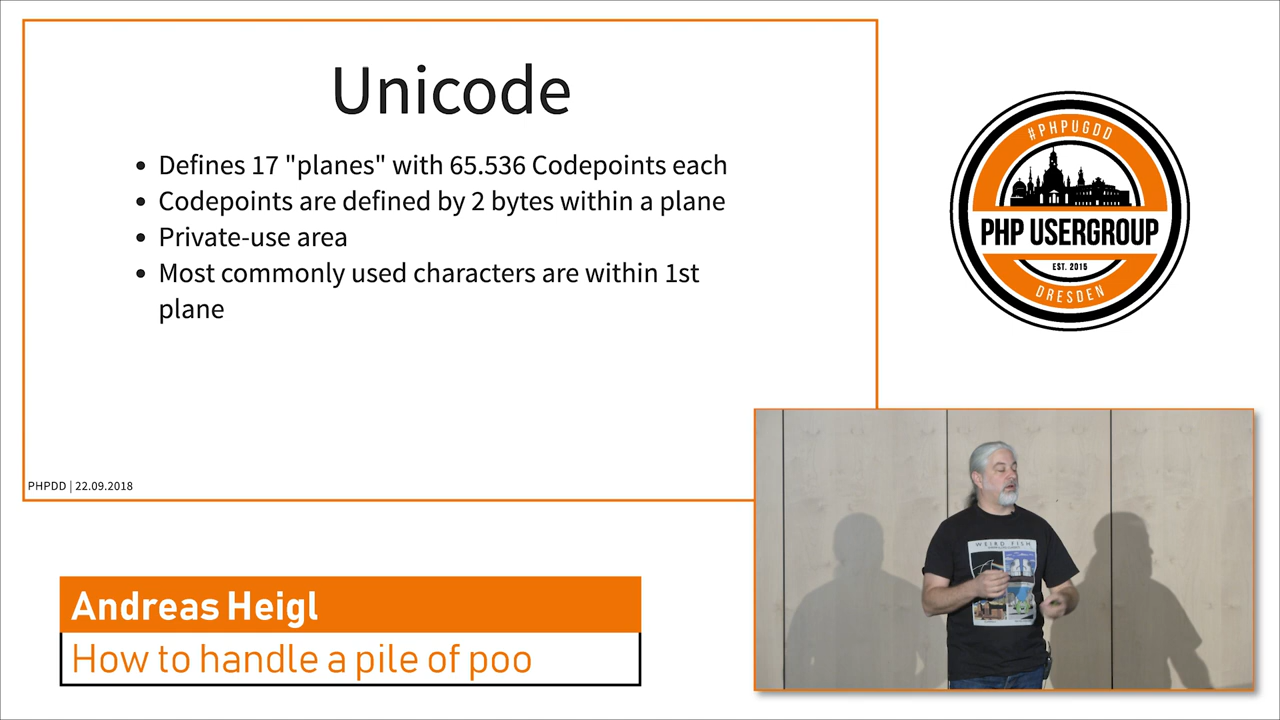 Unicode
Defines 17 "planes" with 65.536 Codepoints each
Codepoints are defined by 2 bytes within a plane
Private-use area
Most commonly used characters are within 1st
plane
PHPDD | 22.09.2018
#PHPUGDD
PHP USERGROUP
EST. 2015
DRESDEN
WEIRD FISH
Andreas Heigl
How to handle a pile of poo